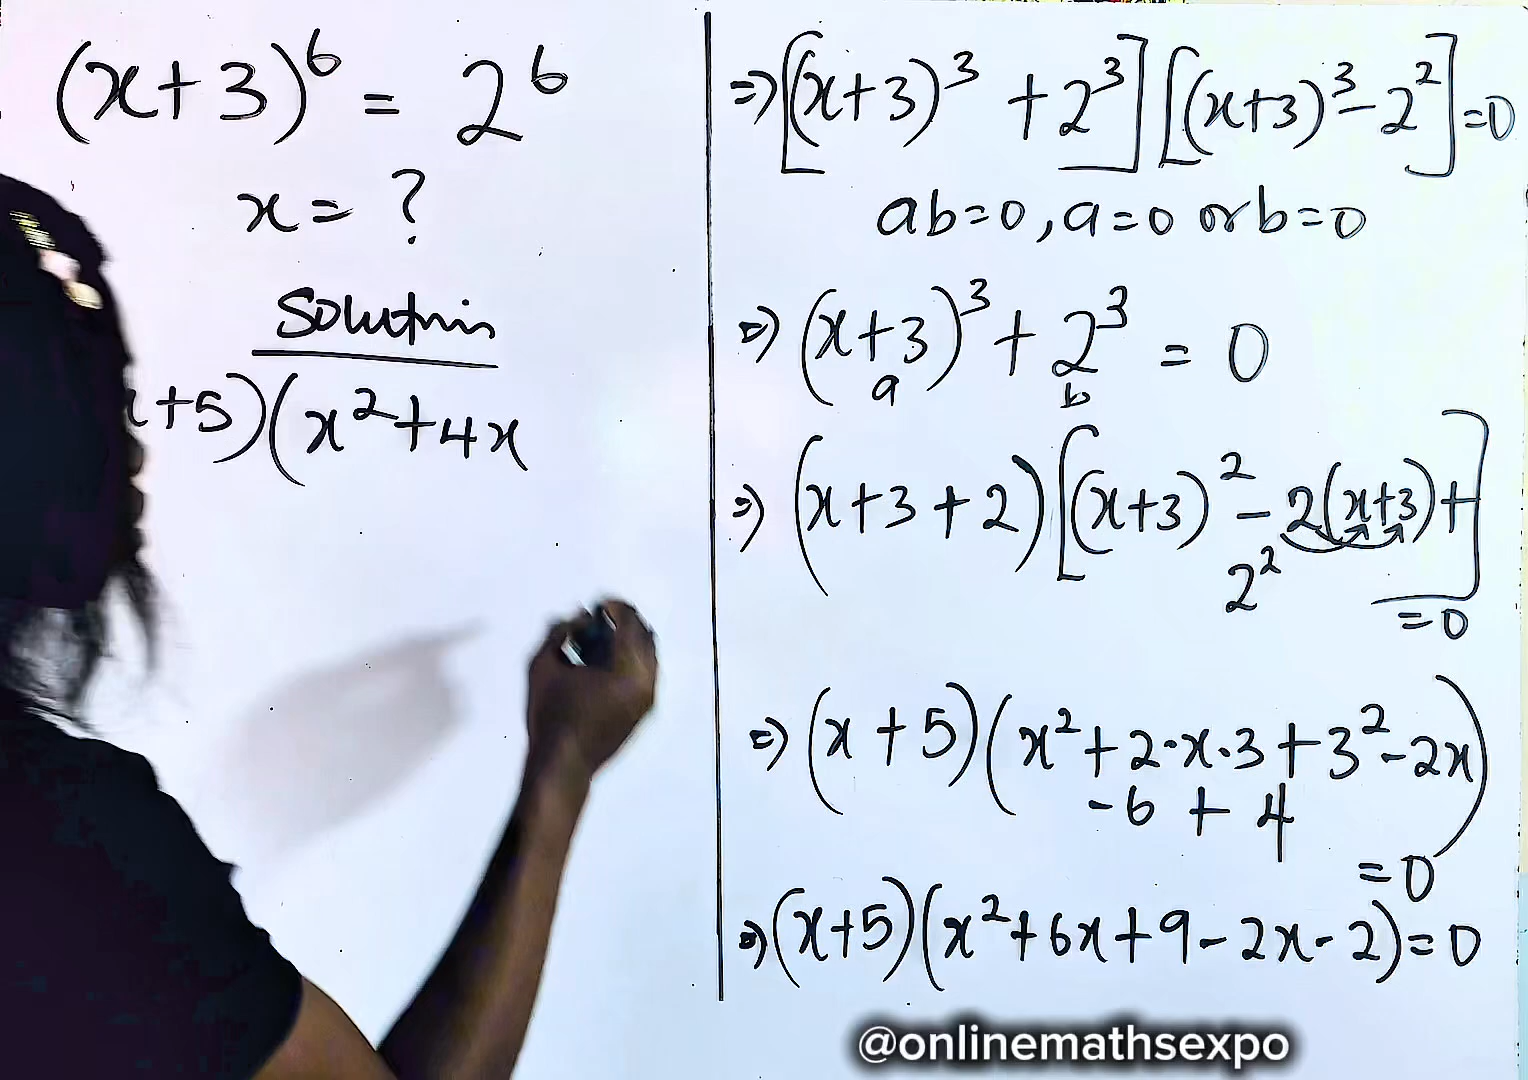 (x+3)⁶ = 2⁶
x = ?
Solution
+5)(x²+4x
⇒ [(x+3)³ + 2³] [(x+3)³ - 2²] = 0
ab=0, a=0 or b=0
⇒ (x+3)³ + 2³ = 0
a b
⇒ (x+3+2) [(x+3)² - 2(x+3) +
2² ]
= 0
⇒ (x+5)(x² + 2·x·3 + 3² - 2x
- 6 + 4 )
= 0
⇒ (x+5)(x² + 6x + 9 - 2x - 2) = 0
@onlinemathsexpo